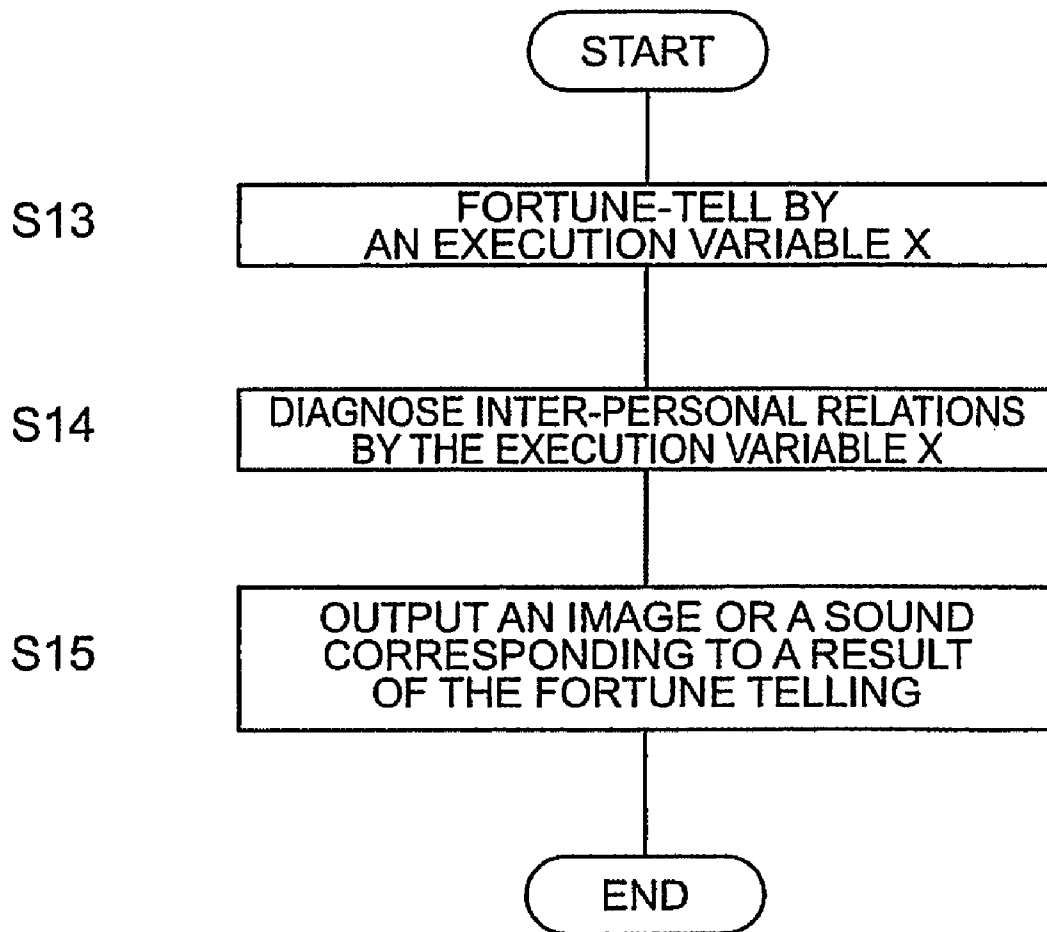 START
S13
FORTUNE-TELL BY
AN EXECUTION VARIABLE X
S14
DIAGNOSE INTER-PERSONAL RELATIONS
BY THE EXECUTION VARIABLE X
S15
OUTPUT AN IMAGE OR A SOUND
CORRESPONDING TO A RESULT
OF THE FORTUNE TELLING
END